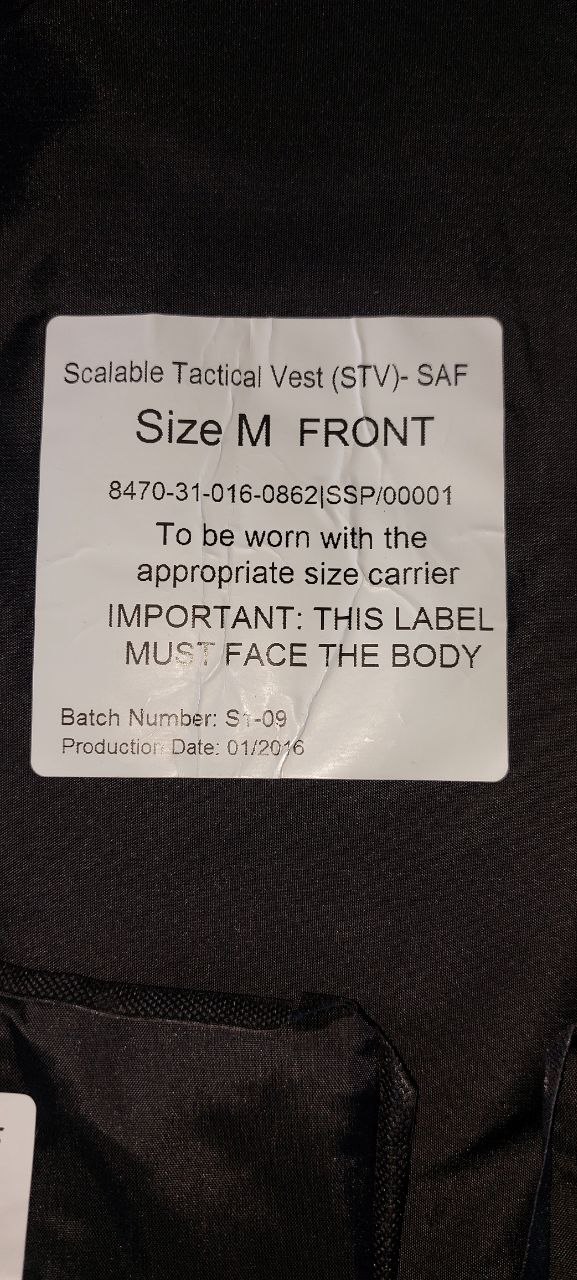 Scalable Tactical Vest (STV)- SAF
Size M FRONT
8470-31-016-0862|SSP/00001
To be worn with the
appropriate size carrier
IMPORTANT: THIS LABEL
MUST FACE THE BODY
Batch Number: S1-09
Production Date: 01/2016